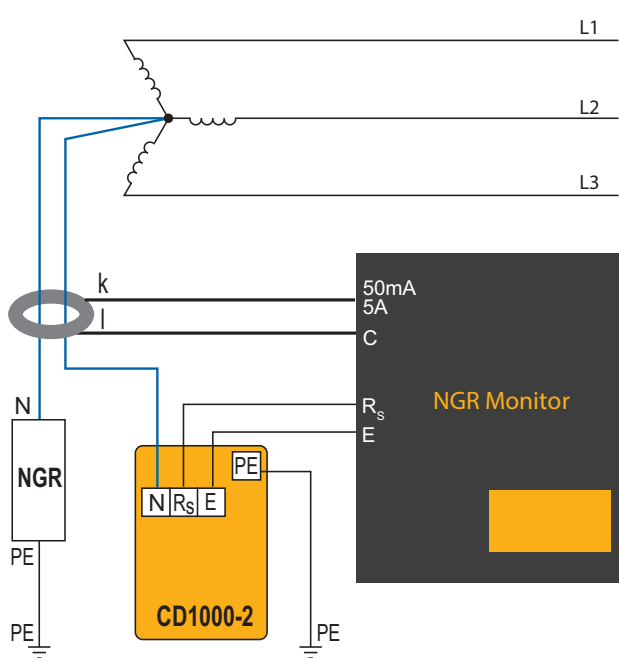 L1
L2
L3
k
50mA
5A
l
C
N
Rs
NGR Monitor
E
PE
NGR
N Rs E
PE
CD1000-2
PE
PE